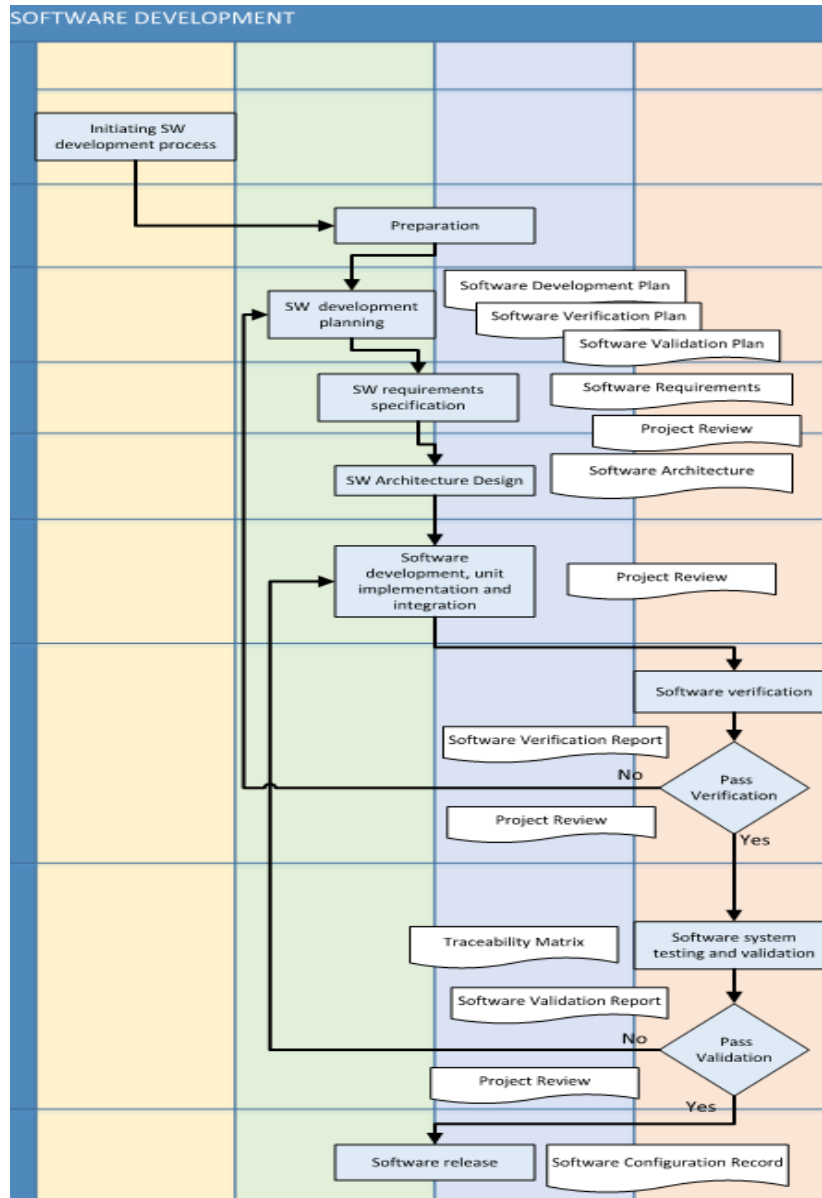 SOFTWARE DEVELOPMENT
Initiating SW
development process
Preparation
Software Development Plan
SW development
planning
Software Verification Plan
Software Validation Plan
SW requirements
specification
Software Requirements
Project Review
SW Architecture Design
Software Architecture
Software
development, unit
implementation and
integration
Project Review
Software verification
Software Verification Report
No
Pass
Verification
Project Review
Yes
Traceability Matrix
Software system
testing and validation
Software Validation Report
No
Pass
Validation
Project Review
Yes
Software release
Software Configuration Record